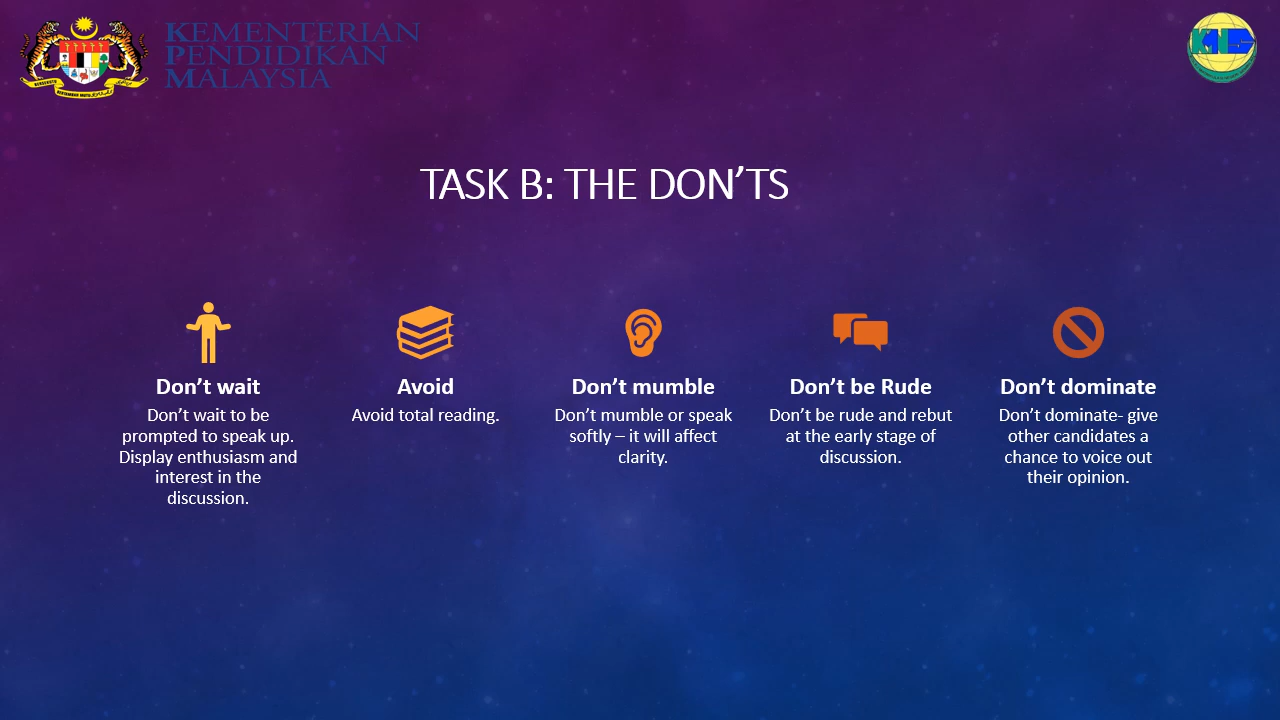 KEMENTERIAN
PENDIDIKAN
MALAYSIA
TASK B: THE DON’TS
Don’t wait
Don’t wait to be
prompted to speak up.
Display enthusiasm and
interest in the
discussion.
Avoid
Avoid total reading.
Don’t mumble
Don’t mumble or speak
softly – it will affect
clarity.
Don’t be Rude
Don’t be rude and rebut
at the early stage of
discussion.
Don’t dominate
Don’t dominate- give
other candidates a
chance to voice out
their opinion.